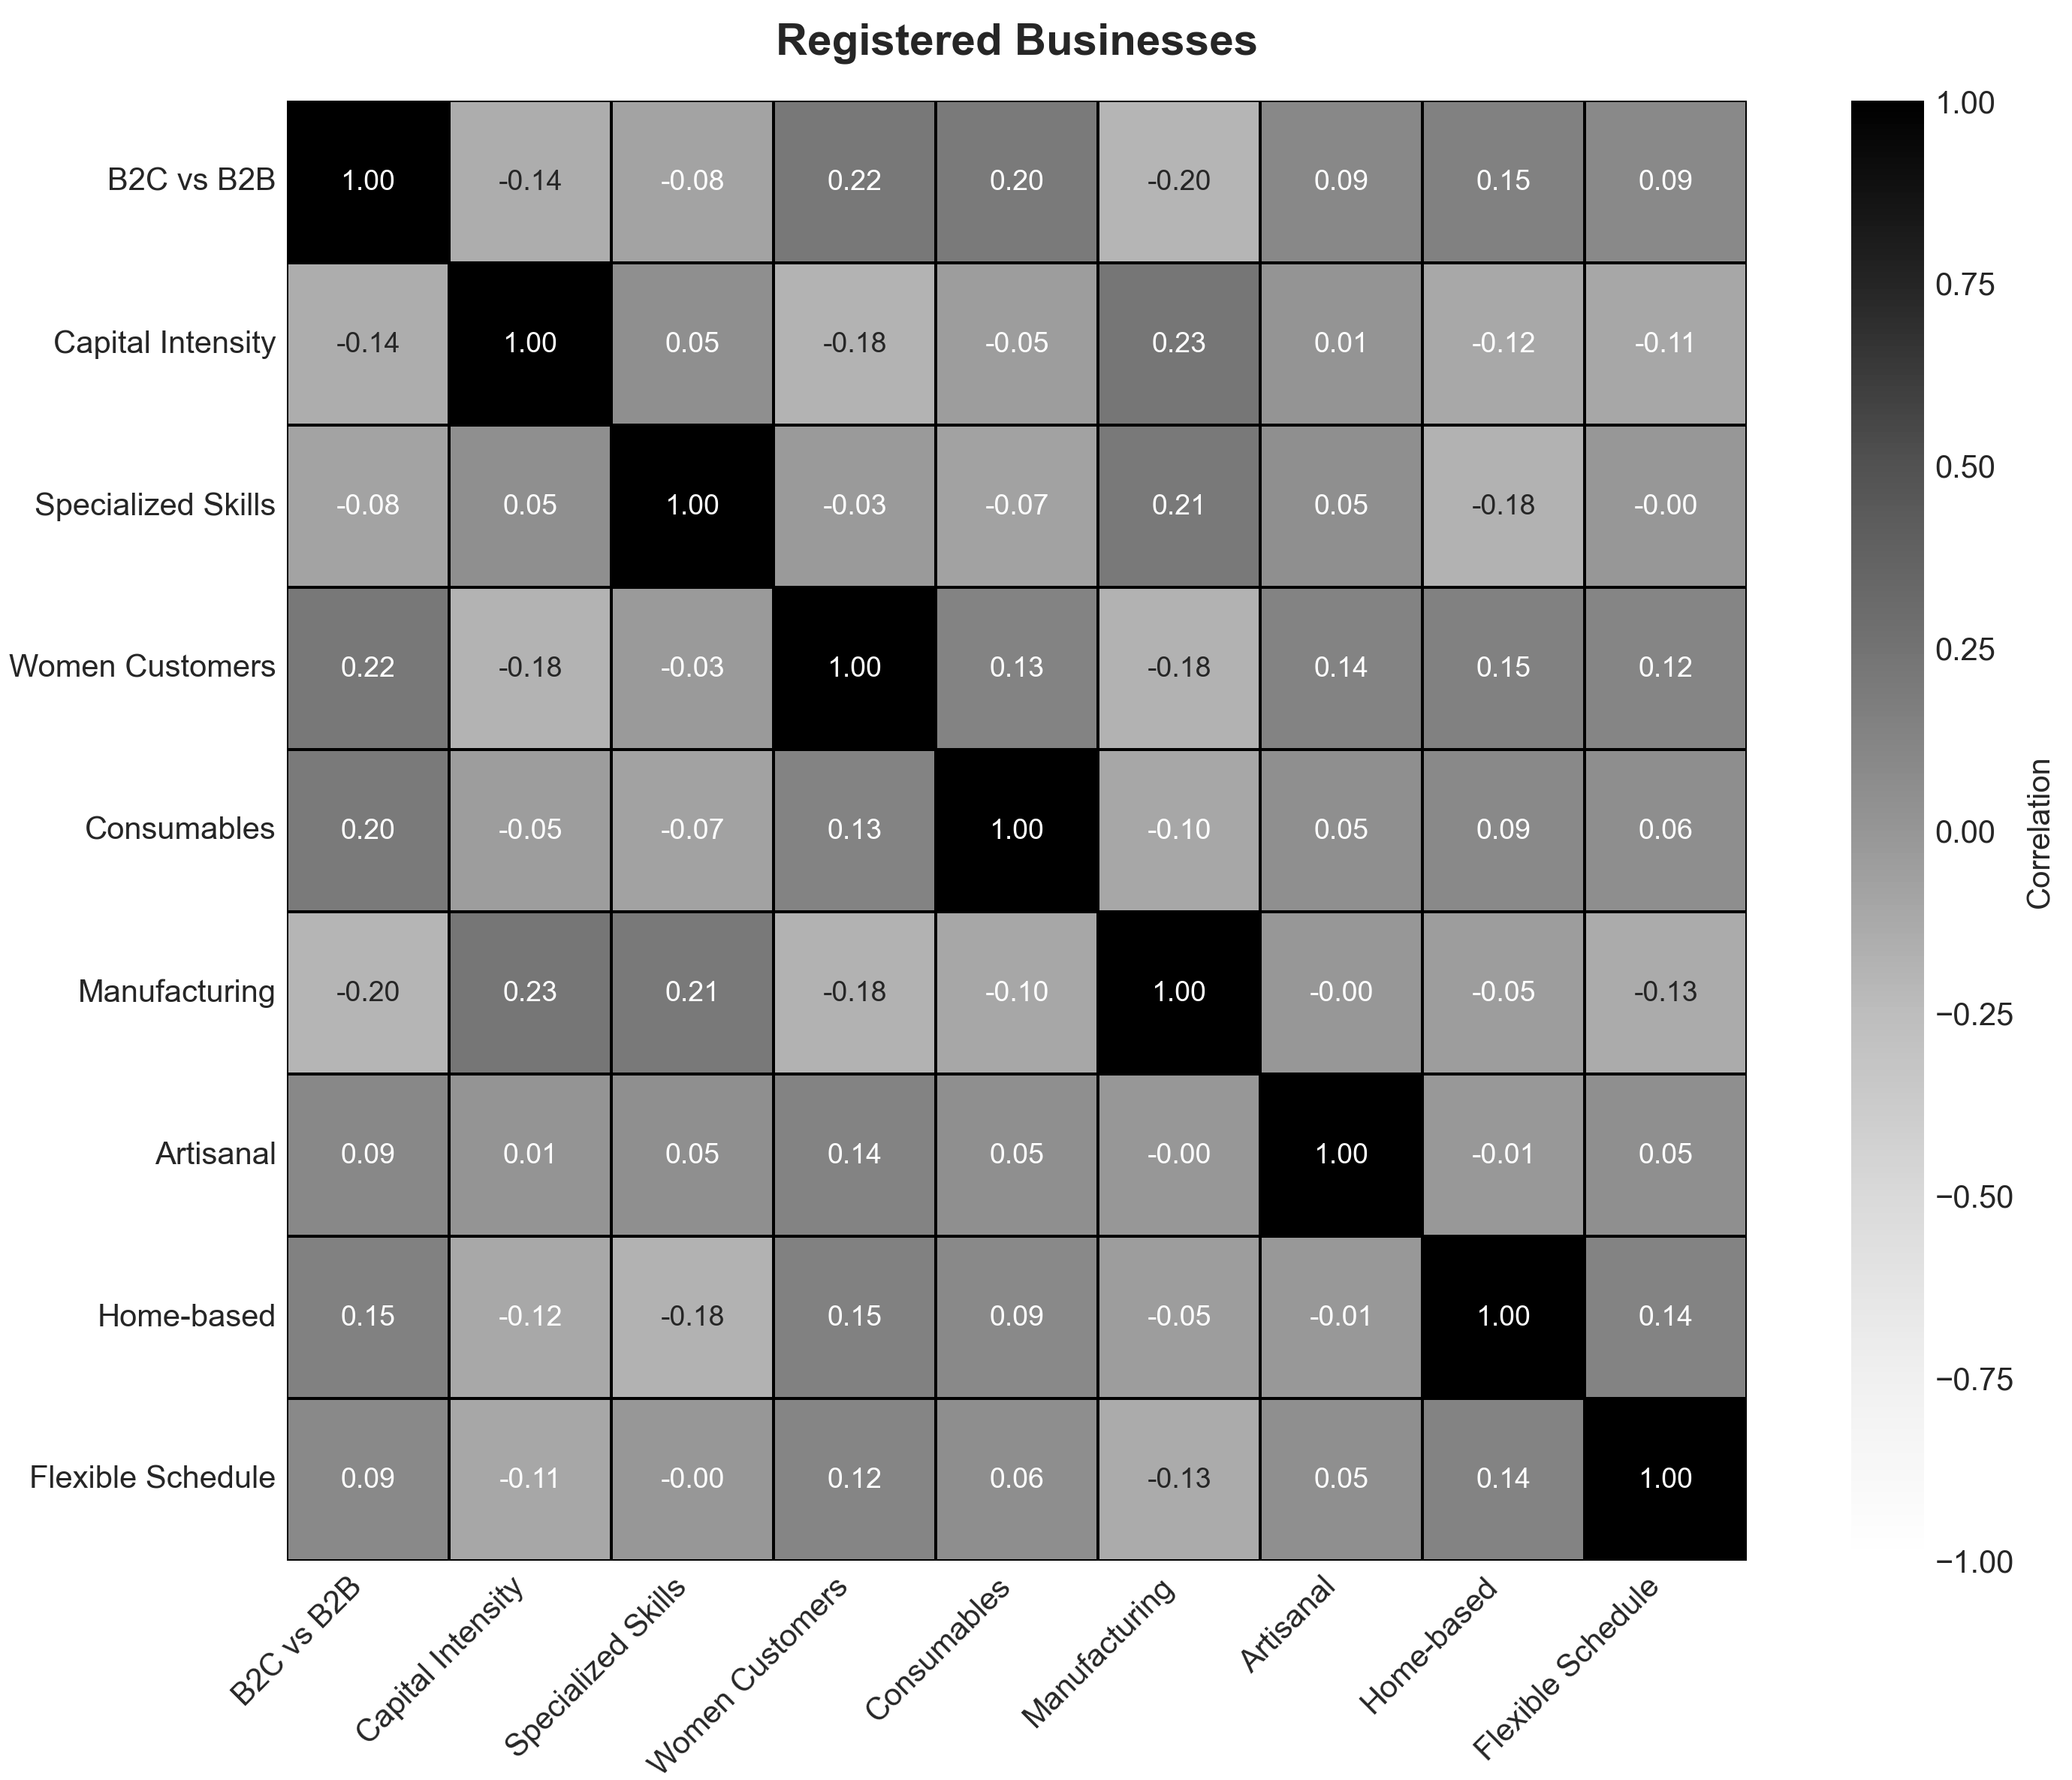 Registered Businesses
B2C vs B2B 1.00 -0.14 -0.08 0.22 0.20 -0.20 0.09 0.15 0.09
Capital Intensity -0.14 1.00 0.05 -0.18 -0.05 0.23 0.01 -0.12 -0.11
Specialized Skills -0.08 0.05 1.00 -0.03 -0.07 0.21 0.05 -0.18 -0.00
Women Customers 0.22 -0.18 -0.03 1.00 0.13 -0.18 0.14 0.15 0.12
Consumables 0.20 -0.05 -0.07 0.13 1.00 -0.10 0.05 0.09 0.06
Manufacturing -0.20 0.23 0.21 -0.18 -0.10 1.00 -0.00 -0.05 -0.13
Artisanal 0.09 0.01 0.05 0.14 0.05 -0.00 1.00 -0.01 0.05
Home-based 0.15 -0.12 -0.18 0.15 0.09 -0.05 -0.01 1.00 0.14
Flexible Schedule 0.09 -0.11 -0.00 0.12 0.06 -0.13 0.05 0.14 1.00
B2C vs B2B
Capital Intensity
Specialized Skills
Women Customers
Consumables
Manufacturing
Artisanal
Home-based
Flexible Schedule
1.00
0.75
0.50
0.25
0.00
−0.25
−0.50
−0.75
−1.00
Correlation